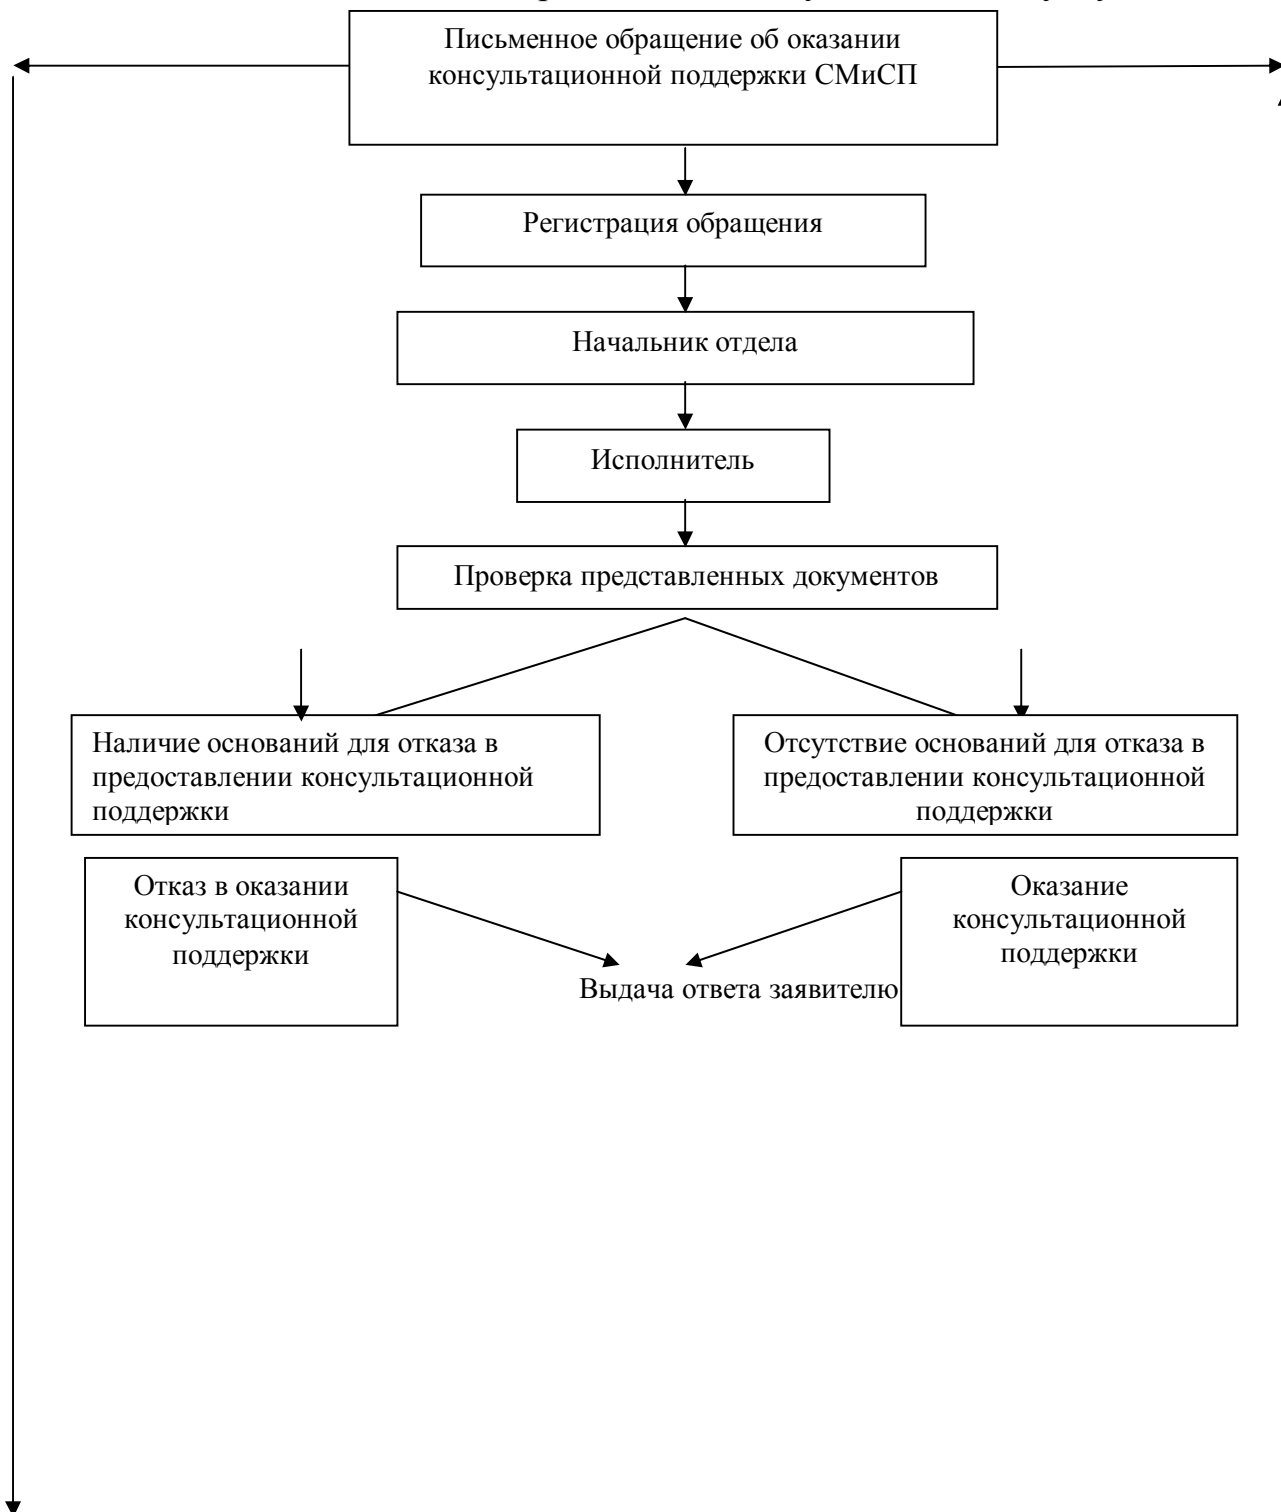 Письменное обращение об оказании
консультационной поддержки СМиСП
Регистрация обращения
Начальник отдела
Исполнитель
Проверка представленных документов
Наличие оснований для отказа в
предоставлении консультационной
поддержки
Отсутствие оснований для отказа в
предоставлении консультационной
поддержки
Отказ в оказании
консультационной
поддержки
Оказание
консультационной
поддержки
Выдача ответа заявителю